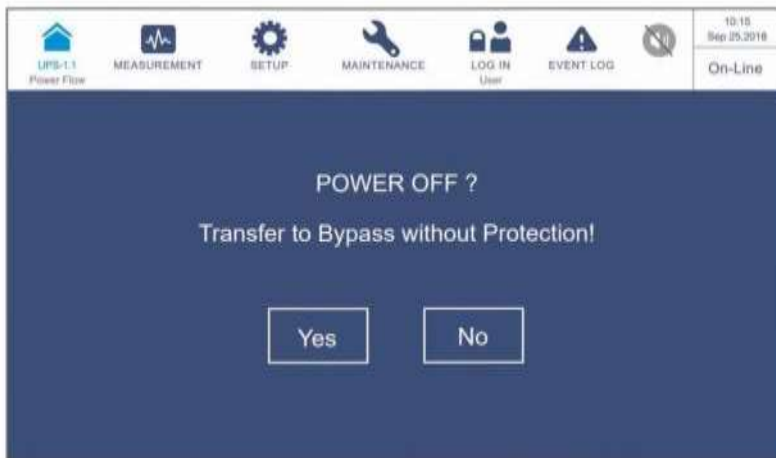 UPS-1.1
Power Flow
MEASUREMENT
SETUP
MAINTENANCE
LOG IN
User
EVENT LOG
10:15
Sep 25,2018
On-Line
POWER OFF ?
Transfer to Bypass without Protection!
Yes
No